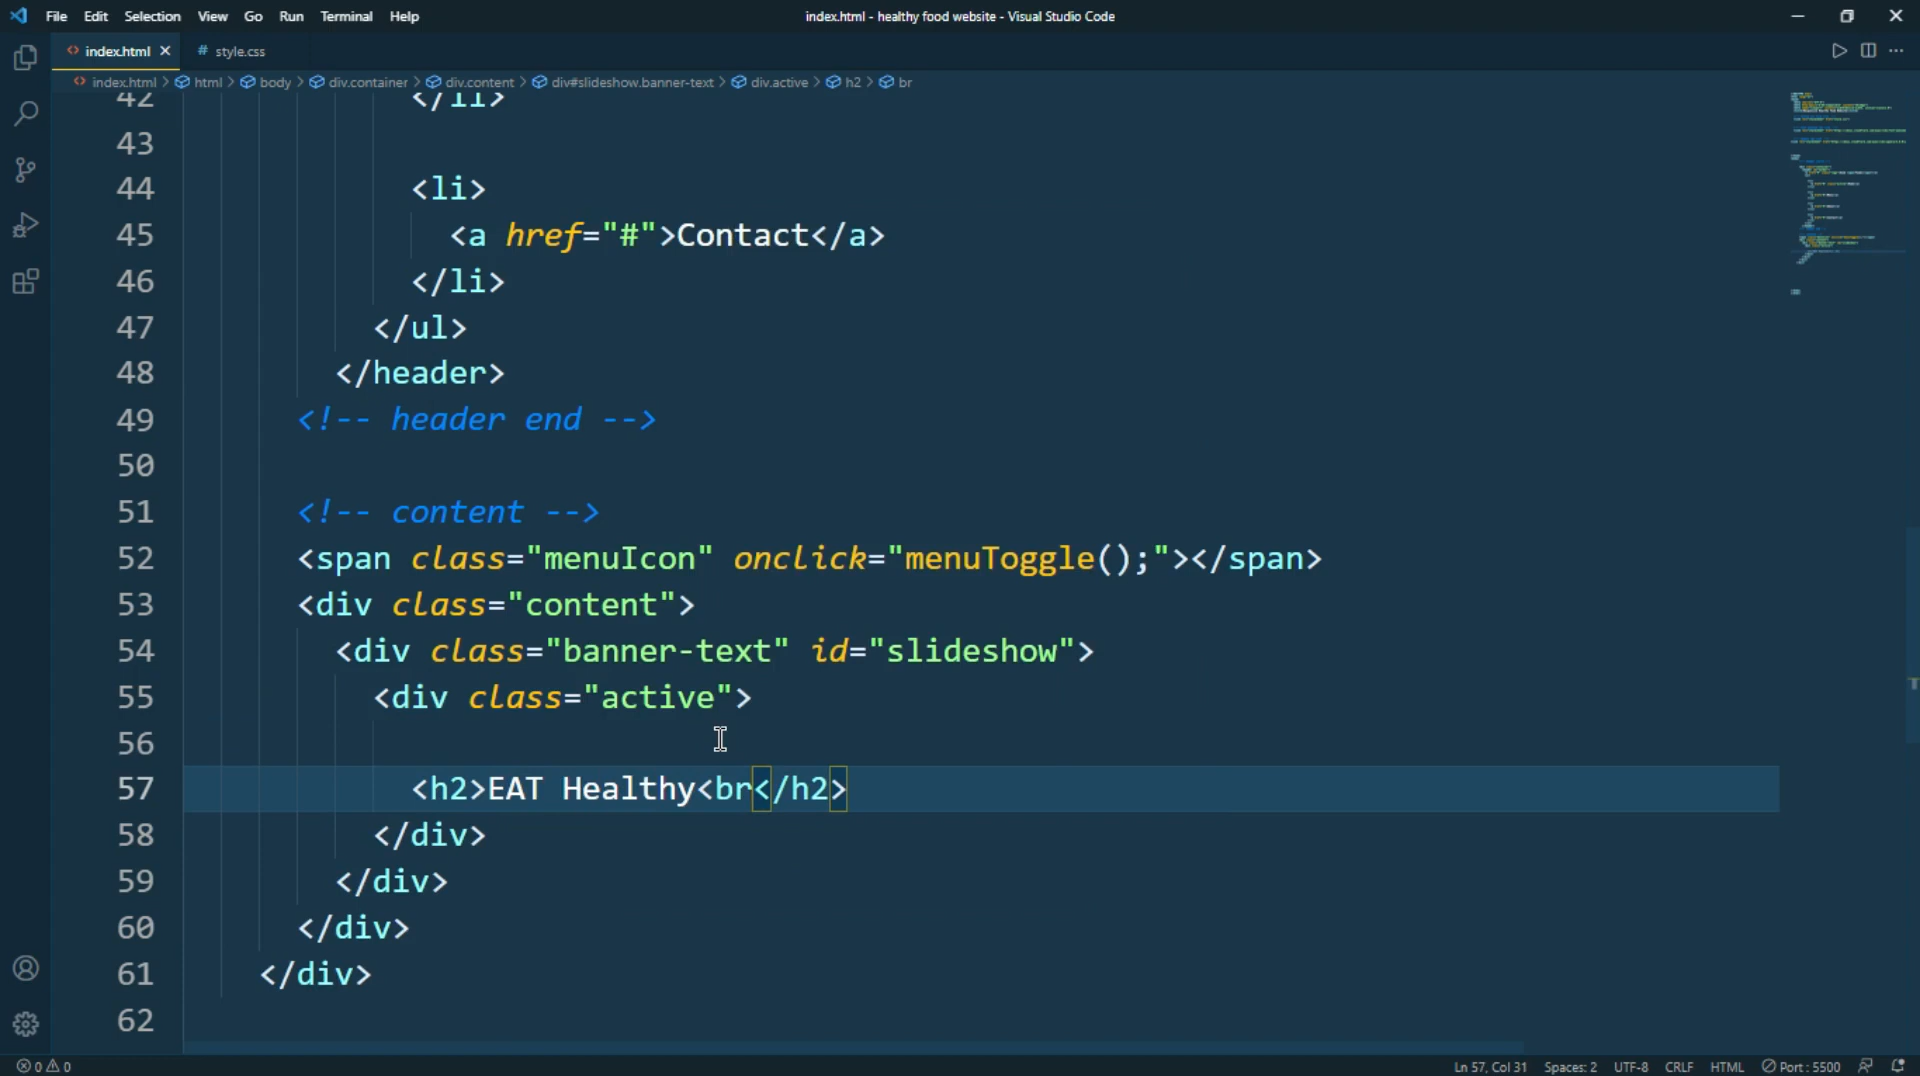 File Edit Selection View Go Run Terminal Help index.html - healthy food website - Visual Studio Code
index.html # style.css
index.html > html > body > div.container > div.content > div#slideshow.banner-text > div.active > h2 > br
42 </li>
43
44 <li>
45 <a href="#">Contact</a>
46 </li>
47 </ul>
48 </header>
49 <!-- header end -->
50
51 <!-- content -->
52 <span class="menuIcon" onclick="menuToggle();"></span>
53 <div class="content">
54 <div class="banner-text" id="slideshow">
55 <div class="active">
56
57 <h2>EAT Healthy<br</h2>
58 </div>
59 </div>
60 </div>
61 </div>
62
0 0 Ln 57, Col 31 Spaces: 2 UTF-8 CRLF HTML Port : 5500